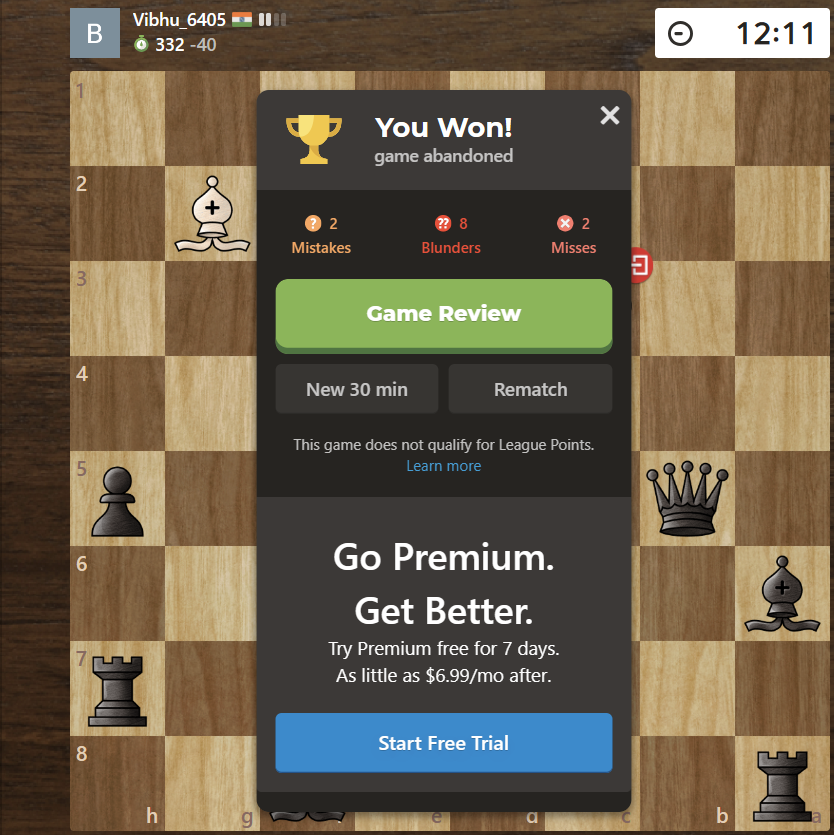 B
Vibhu_6405
332 -40
12:11
You Won!
game abandoned
? 2
Mistakes
?? 8
Blunders
2
Misses
Game Review
New 30 min
Rematch
This game does not qualify for League Points.
Learn more
Go Premium.
Get Better.
Try Premium free for 7 days.
As little as $6.99/mo after.
Start Free Trial
1
2
3
4
5
6
7
8
h
g
e
d
c
b
a